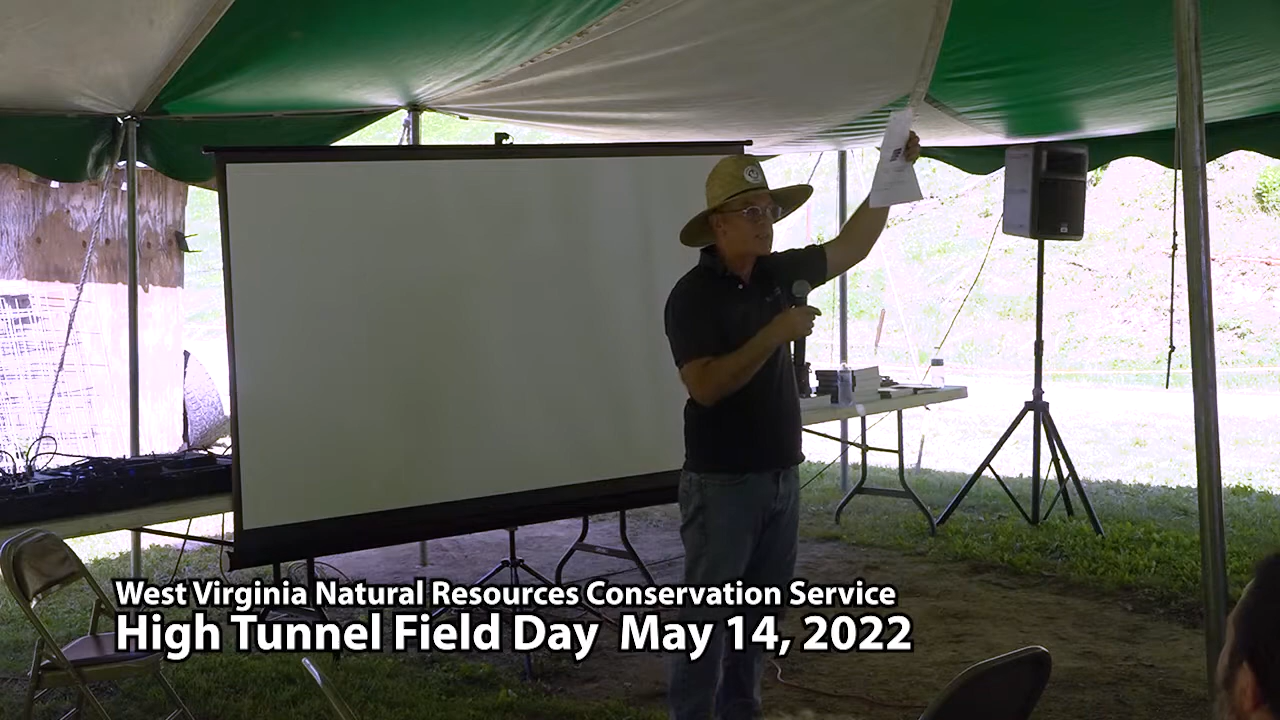 West Virginia Natural Resources Conservation Service
High Tunnel Field Day  May 14, 2022